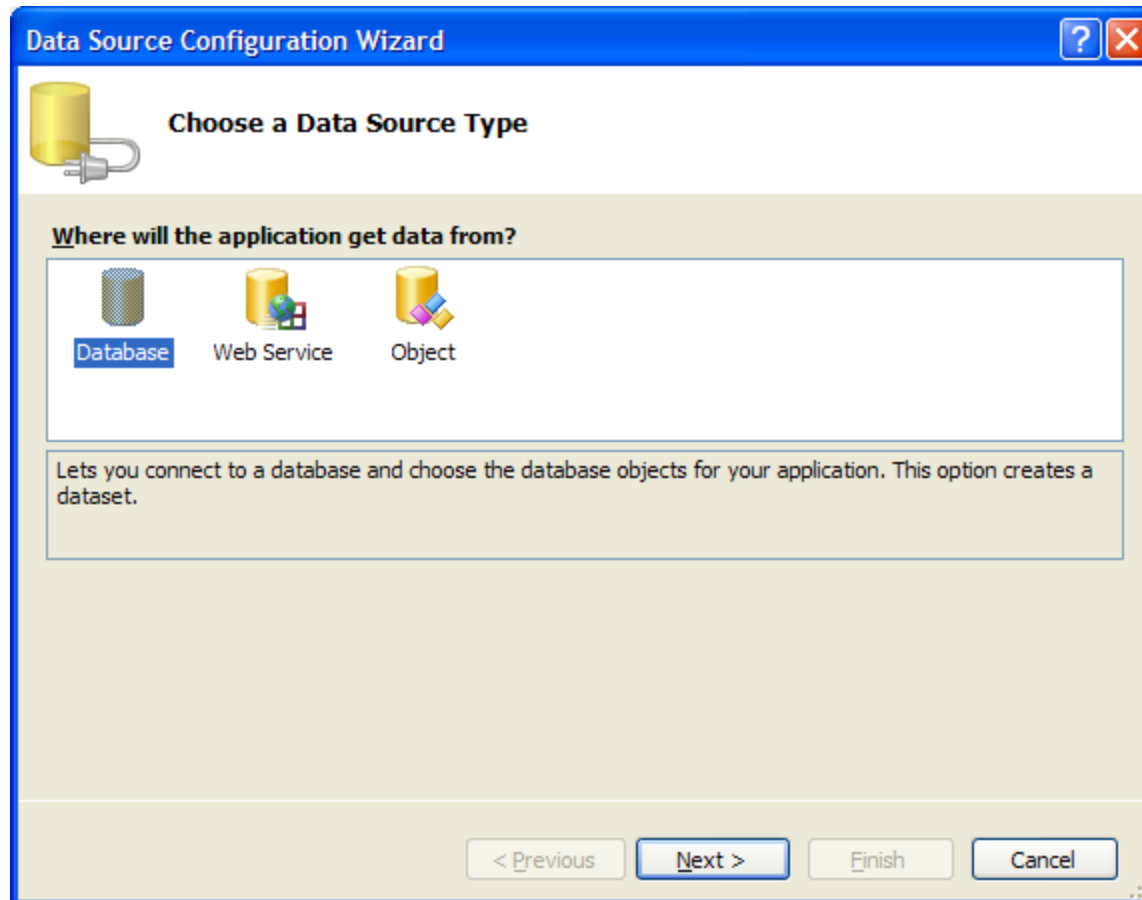 Data Source Configuration Wizard
?
Choose a Data Source Type
Where will the application get data from?
Database Web Service Object
Lets you connect to a database and choose the database objects for your application. This option creates a
dataset.
< Previous Next > Finish Cancel